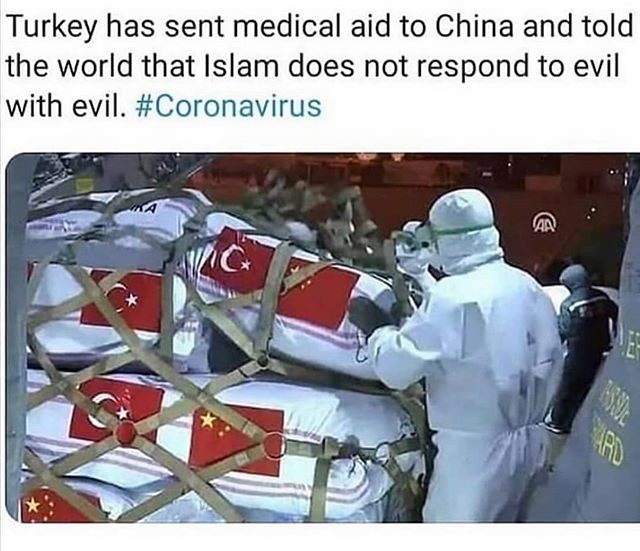 Turkey has sent medical aid to China and told
the world that Islam does not respond to evil
with evil. #Coronavirus
AA